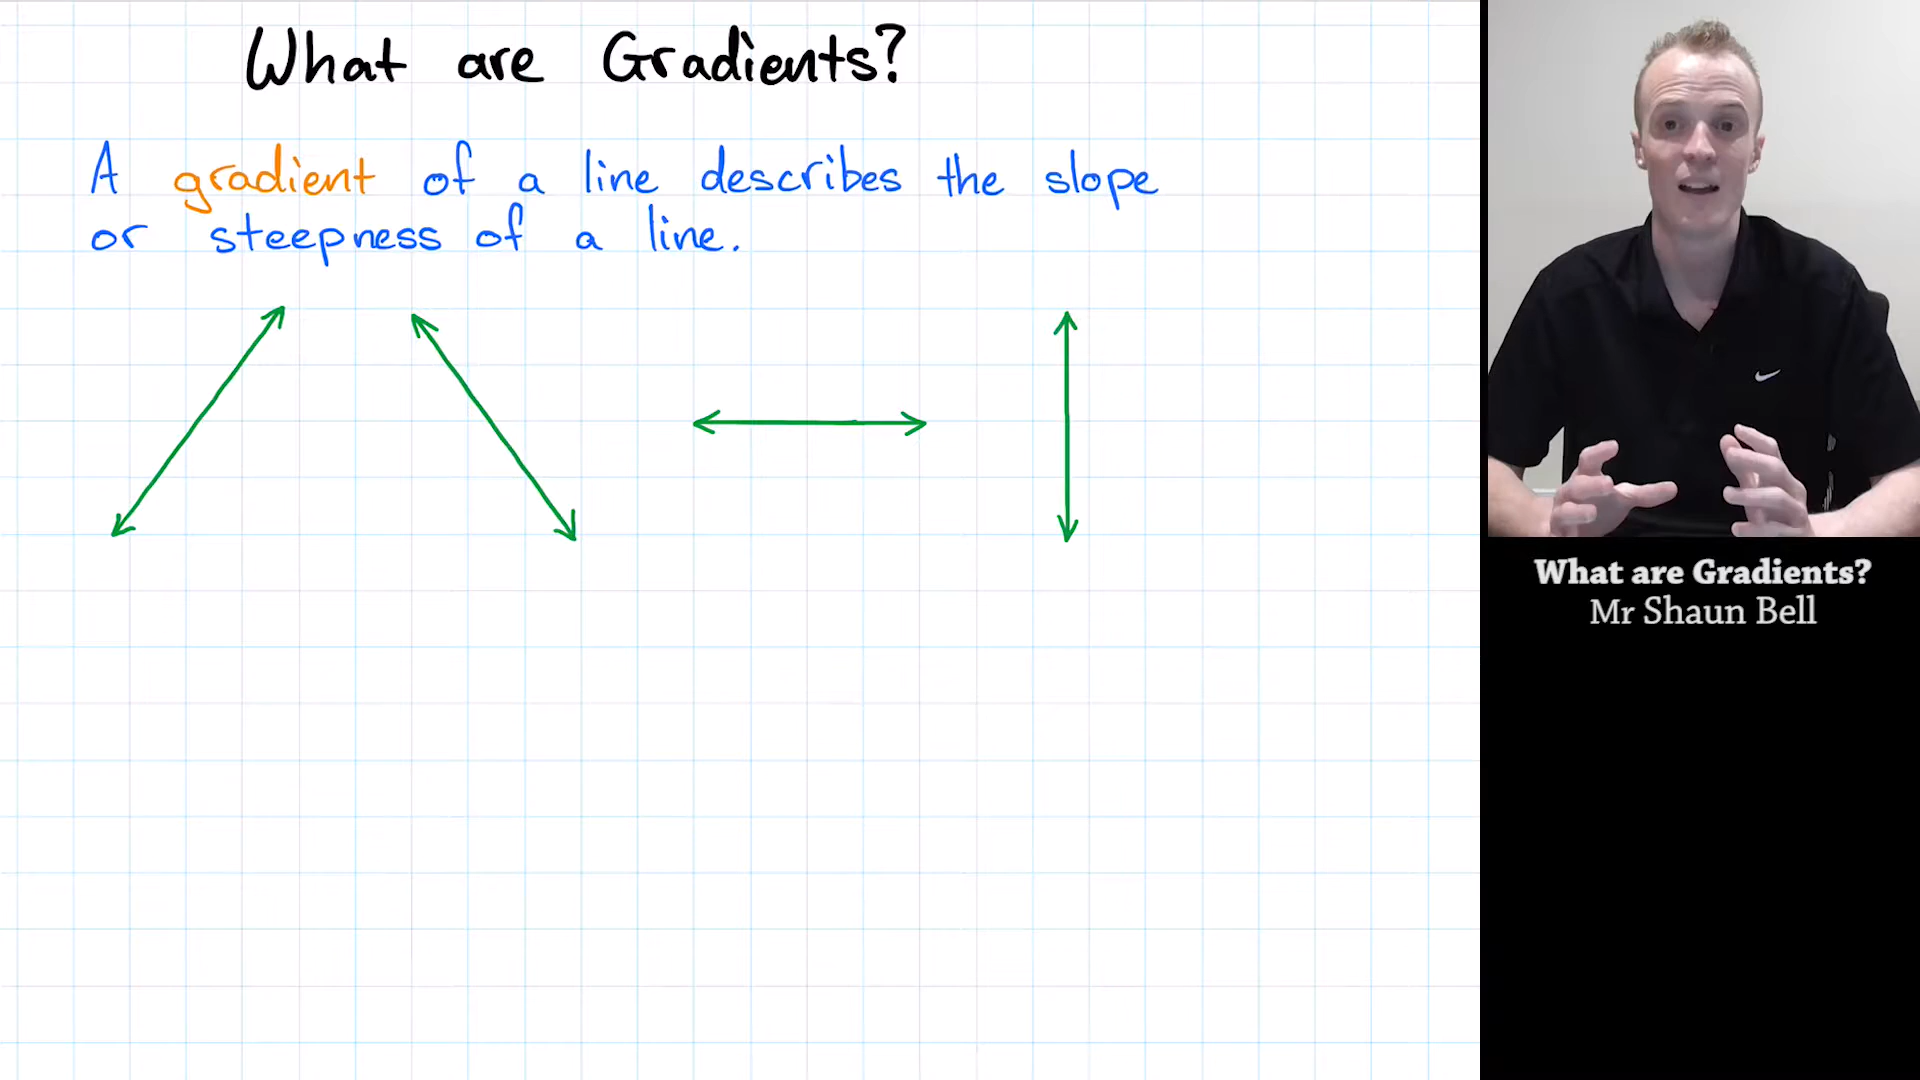 What are Gradients?
A gradient of a line describes the slope
or steepness of a line.
What are Gradients?
Mr Shaun Bell